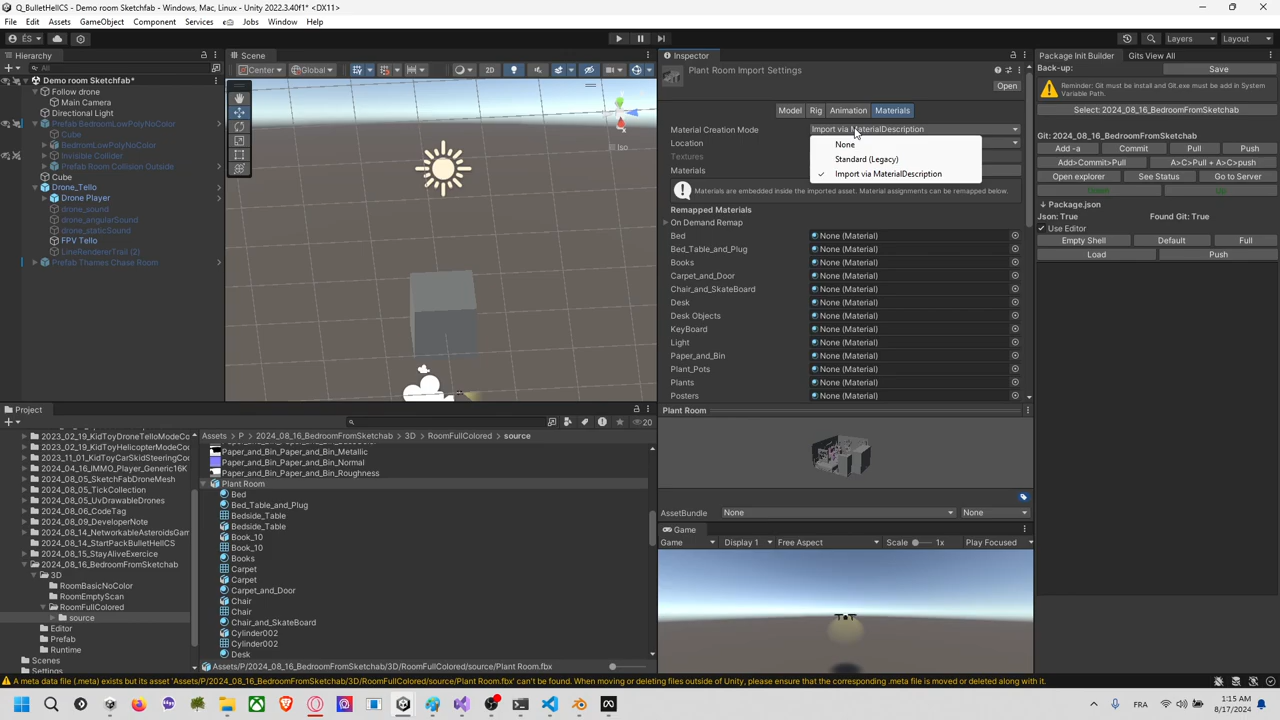 Q_BulletHellCS - Demo room Sketchfab - Windows, Mac, Linux - Unity 2022.3.40f1* <DX11>
File Edit Assets GameObject Component Services Jobs Window Help
ÉS Layers Layout
Hierarchy
All
Demo room Sketchfab*
Follow drone
Main Camera
Directional Light
Prefab BedroomLowPolyNoColor
Cube
BedrromLowPolyNoColor
Invisible Collider
Prefab Room Collision Outside
Cube
Drone_Tello
Drone Player
drone_sound
drone_angularSound
drone_staticSound
FPV Tello
LineRendererTrail (2)
Prefab Thames Chase Room
Scene
Center Global 2D
Iso
Inspector
Plant Room Import Settings
Open
Model Rig Animation Materials
Material Creation Mode Import via MaterialDescription
Location
Textures
Materials
None
Standard (Legacy)
Import via MaterialDescription
Materials are embedded inside the imported asset. Material assignments can be remapped below.
Remapped Materials
On Demand Remap
Bed None (Material)
Bed_Table_and_Plug None (Material)
Books None (Material)
Carpet_and_Door None (Material)
Chair_and_SkateBoard None (Material)
Desk None (Material)
Desk Objects None (Material)
KeyBoard None (Material)
Light None (Material)
Paper_and_Bin None (Material)
Plant_Pots None (Material)
Plants None (Material)
Posters None (Material)
Plant Room
AssetBundle None None
Game
Game Display 1 Free Aspect Scale 1x Play Focused
Package Init Builder Gits View All
Back-up: Save
Reminder: Git must be install and Git.exe must be add in System Variable Path.
Select: 2024_08_16_BedroomFromSketchab
Git: 2024_08_16_BedroomFromSketchab
Add -a Commit Pull Push
Add>Commit>Pull A>C>Pull + A>C>Push
Open explorer See Status Go to Server
↓ Package.json
Json: True Found Git: True
Use Editor
Empty Shell Default Full
Load Push
Project
20
2023_02_19_KidToyDroneTelloModeCo
2023_02_19_KidToyHelicopterModeCo
2023_11_01_KidToyCarSkidSteeringCo
2024_04_16_IMMO_Player_Generic16K
2024_08_05_SketchFabDroneMesh
2024_08_05_TickCollection
2024_08_05_UvDrawableDrones
2024_08_06_CodeTag
2024_08_09_DeveloperNote
2024_08_14_NetworkableAsteroidsGam
2024_08_14_StartPackBulletHellCS
2024_08_15_StayAliveExercice
2024_08_16_BedroomFromSketchab
3D
RoomBasicNoColor
RoomEmptyScan
RoomFullColored
source
Editor
Prefab
Runtime
Scenes
Settings
Assets > P > 2024_08_16_BedroomFromSketchab > 3D > RoomFullColored > source
Paper_and_Bin_Paper_and_Bin_Metallic
Paper_and_Bin_Paper_and_Bin_Normal
Paper_and_Bin_Paper_and_Bin_Roughness
Plant Room
Bed
Bed_Table_and_Plug
Bedside_Table
Bedside_Table
Book_10
Book_10
Books
Carpet
Carpet
Carpet_and_Door
Chair
Chair
Chair_and_SkateBoard
Cylinder002
Cylinder002
Desk
Assets/P/2024_08_16_BedroomFromSketchab/3D/RoomFullColored/source/Plant Room.fbx
A meta data file (.meta) exists but its asset 'Assets/P/2024_08_16_BedroomFromSketchab/3D/RoomFullColored/source/Plant Room.fbx' can't be found. When moving or deleting files outside of Unity, please ensure that the corresponding .meta file is moved or deleted along with it.
FRA 1:15 AM
8/17/2024